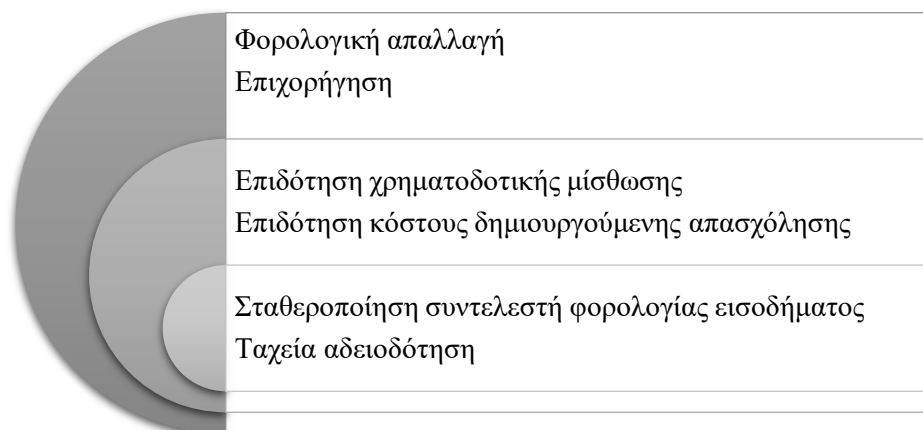 Φορολογική απαλλαγή
Επιχορήγηση
Επιδότηση χρηματοδοτικής μίσθωσης
Επιδότηση κόστους δημιουργούμενης απασχόλησης
Σταθεροποίηση συντελεστή φορολογίας εισοδήματος
Ταχεία αδειοδότηση